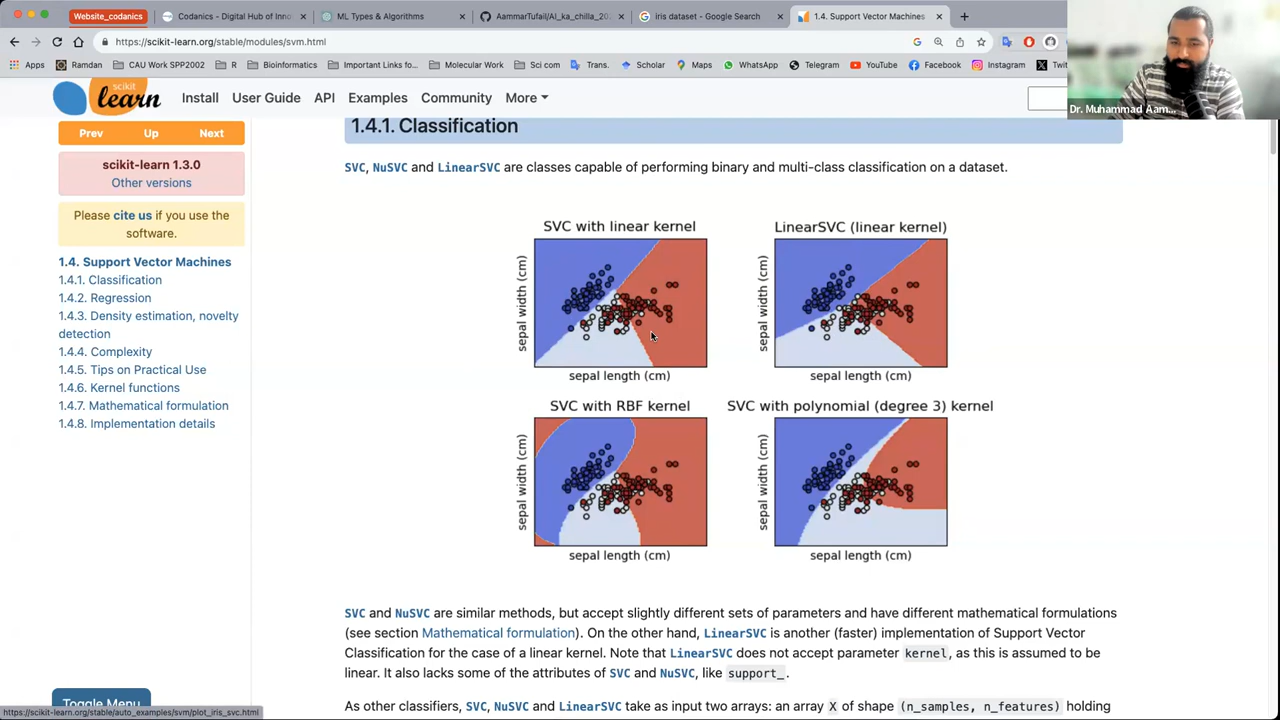 Website_codanics
Codanics - Digital Hub of Inno
ML Types & Algorithms
AammarTufail/AI_ka_chilla_20
iris dataset - Google Search
1.4. Support Vector Machines
https://scikit-learn.org/stable/modules/svm.html
Apps
Ramdan
CAU Work SPP2002
R
Bioinformatics
Important Links fo...
Molecular Work
Sci com
Trans.
Scholar
Maps
WhatsApp
Telegram
YouTube
Facebook
Instagram
Twit
Dr. Muhammad Aam...
scikit
learn
Install
User Guide
API
Examples
Community
More
Prev
Up
Next
scikit-learn 1.3.0
Other versions
Please cite us if you use the
software.
1.4. Support Vector Machines
1.4.1. Classification
1.4.2. Regression
1.4.3. Density estimation, novelty
detection
1.4.4. Complexity
1.4.5. Tips on Practical Use
1.4.6. Kernel functions
1.4.7. Mathematical formulation
1.4.8. Implementation details
Toggle Menu
1.4.1. Classification
SVC, NuSVC and LinearSVC are classes capable of performing binary and multi-class classification on a dataset.
SVC with linear kernel
sepal width (cm)
sepal length (cm)
LinearSVC (linear kernel)
sepal width (cm)
sepal length (cm)
SVC with RBF kernel
sepal width (cm)
sepal length (cm)
SVC with polynomial (degree 3) kernel
sepal width (cm)
sepal length (cm)
SVC and NuSVC are similar methods, but accept slightly different sets of parameters and have different mathematical formulations
(see section Mathematical formulation). On the other hand, LinearSVC is another (faster) implementation of Support Vector
Classification for the case of a linear kernel. Note that LinearSVC does not accept parameter kernel, as this is assumed to be
linear. It also lacks some of the attributes of SVC and NuSVC, like support_.
As other classifiers, SVC, NuSVC and LinearSVC take as input two arrays: an array X of shape (n_samples, n_features) holding
https://scikit-learn.org/stable/auto_examples/svm/plot_iris_svc.html